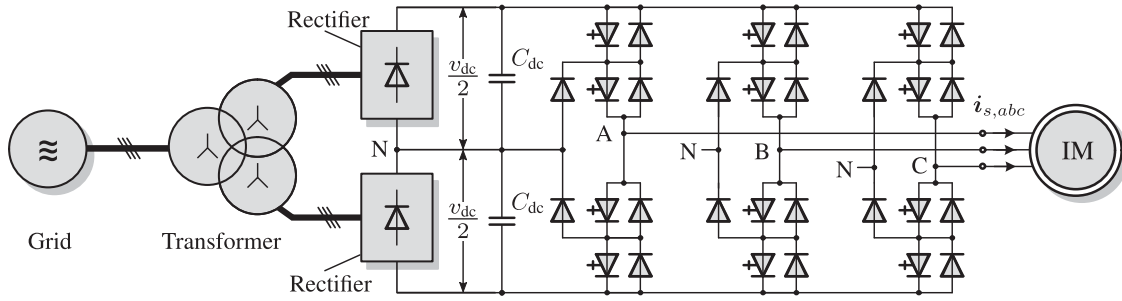 Rectifier
v_dc
2
C_dc
A
i_s,abc
N
N
B
N
C
IM
v_dc
2
C_dc
Grid
Transformer
Rectifier